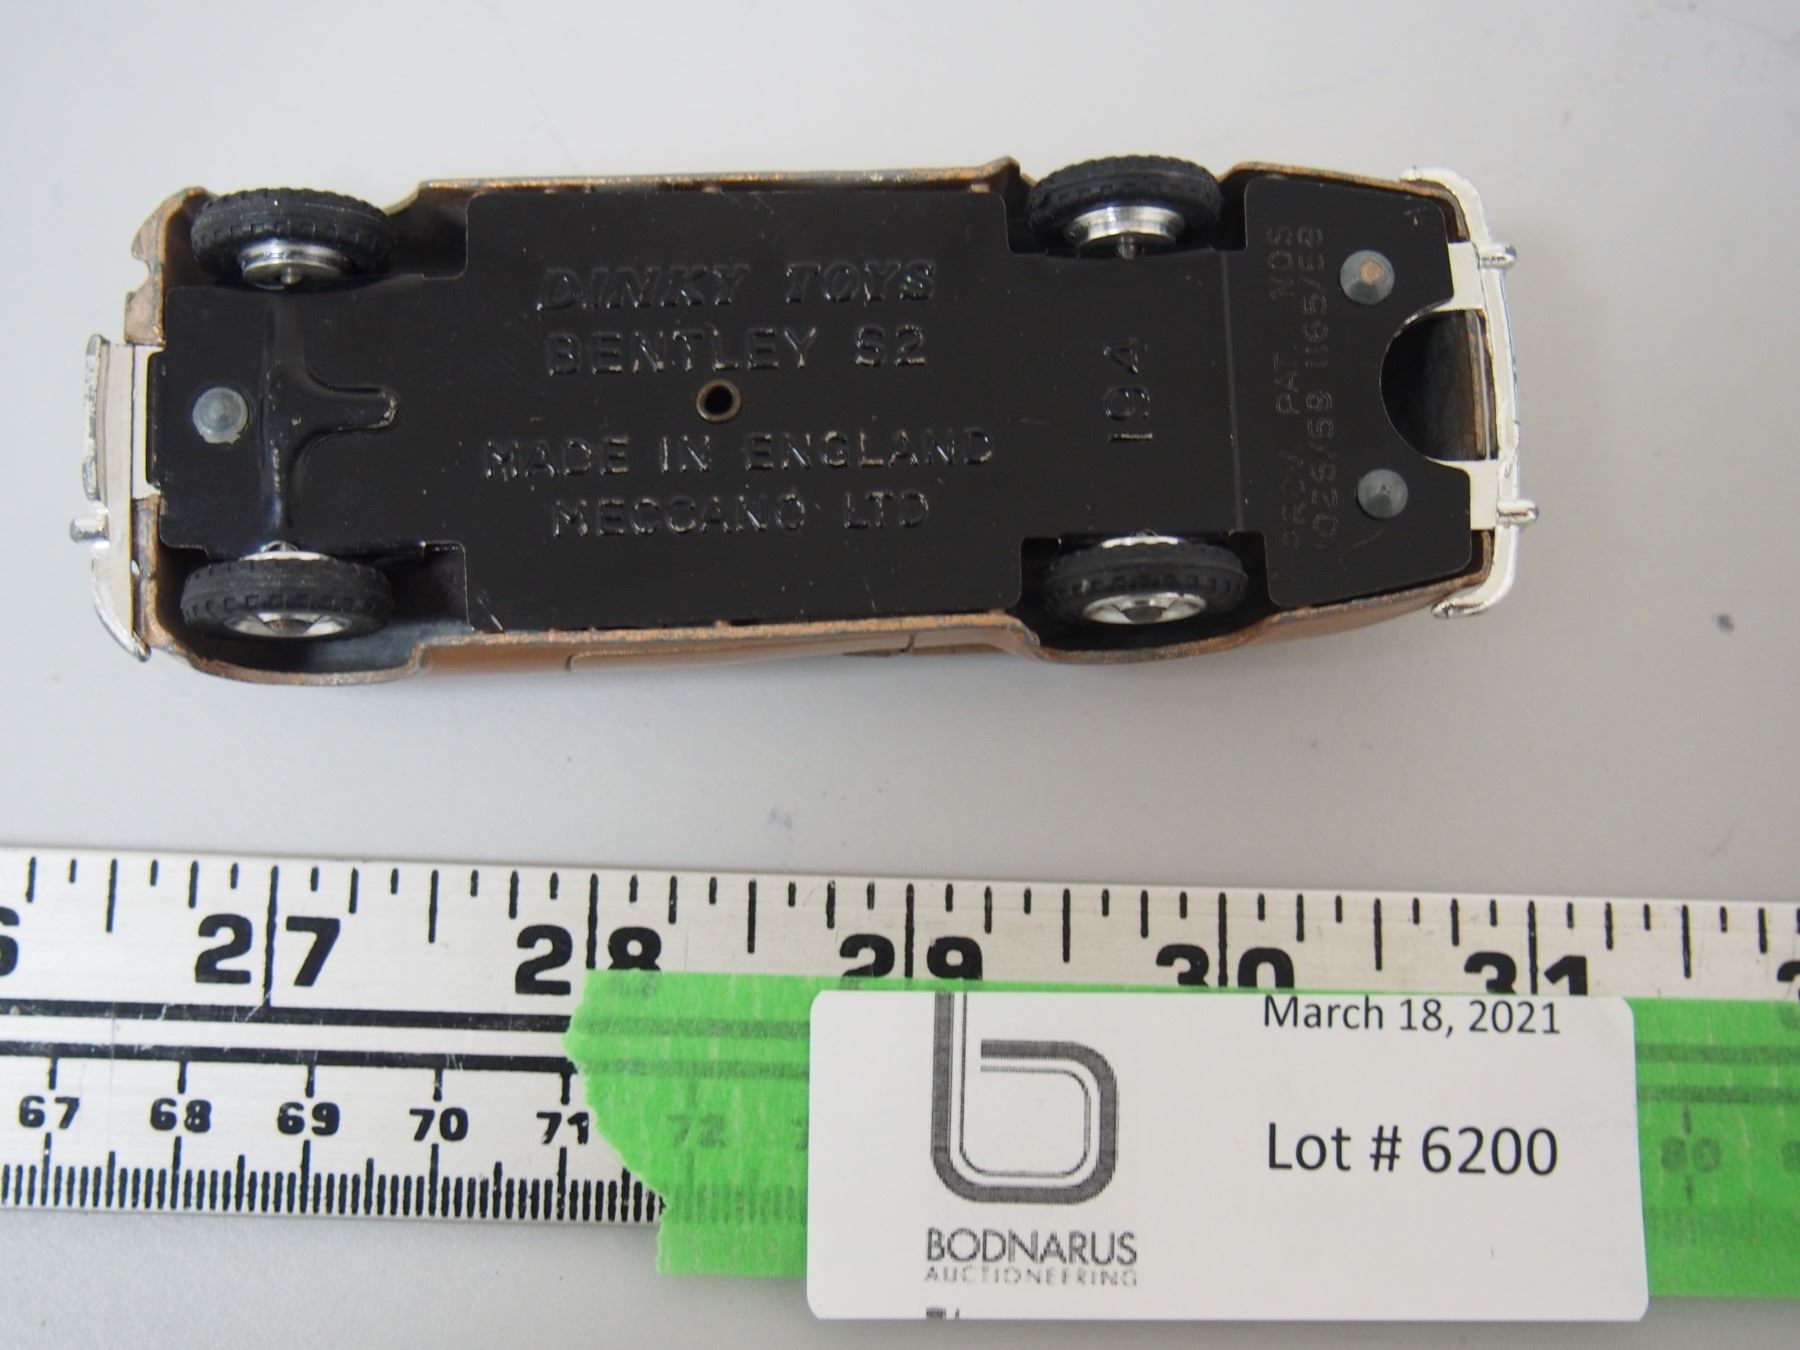 DINKY TOYS
BENTLEY S2
MADE IN ENGLAND
MECCANO LTD
194
PROV PAT NOS
1026/59 1165/58
27 28 29 30 31
67 68 69 70 71 72 80
March 18, 2021
Lot # 6200
BODNARUS
AUCTIONEERING